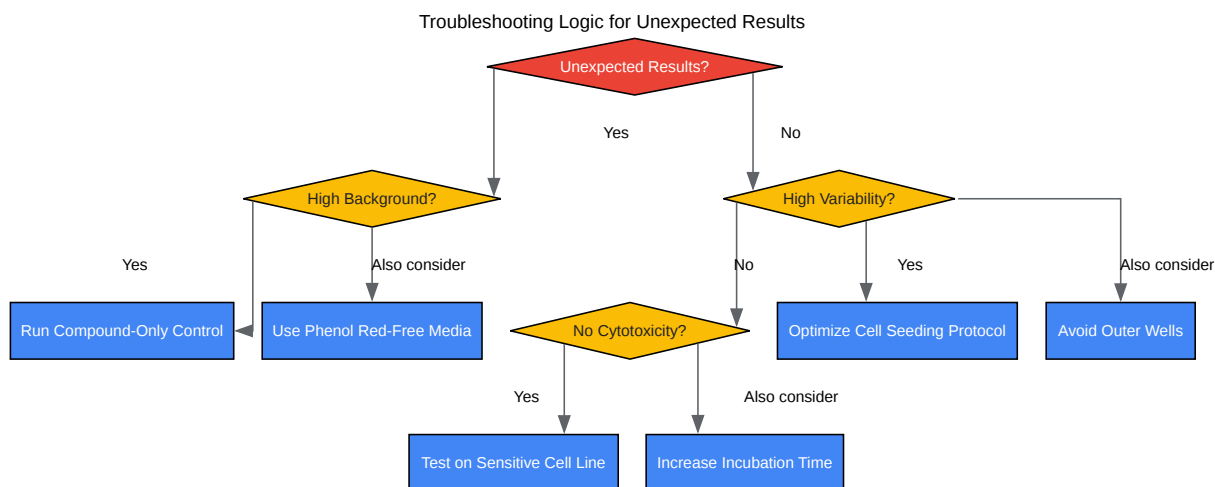 Troubleshooting Logic for Unexpected Results
Unexpected Results?
Yes
No
High Background?
High Variability?
Yes
Also consider
No
Yes
Also consider
Run Compound-Only Control
Use Phenol Red-Free Media
No Cytotoxicity?
Optimize Cell Seeding Protocol
Avoid Outer Wells
Yes
Also consider
Test on Sensitive Cell Line
Increase Incubation Time